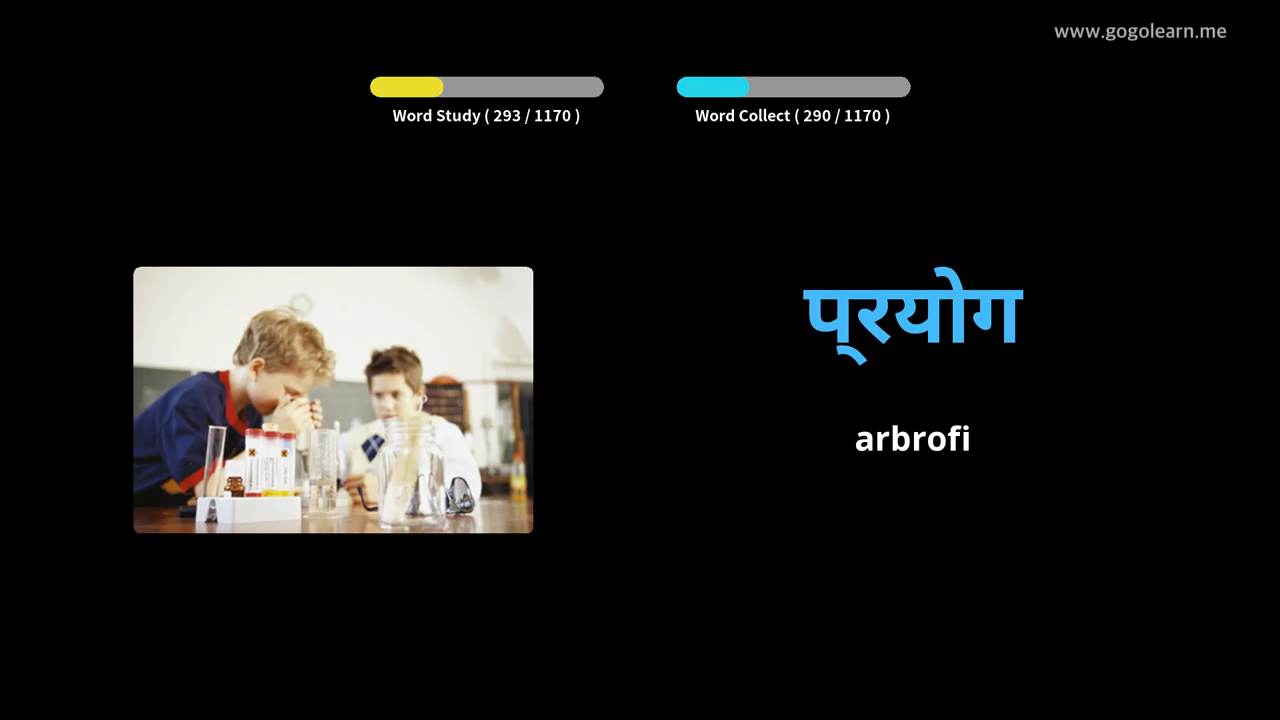 www.gogolearn.me
Word Study ( 293 / 1170 )
Word Collect ( 290 / 1170 )
प्रयोग
arbrofi